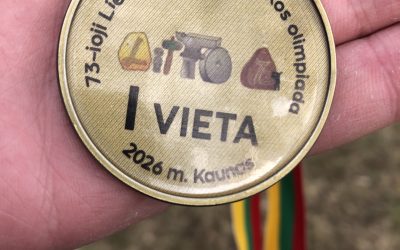 73-ioji
olimpiada
I VIETA
2026 m. Kaunas